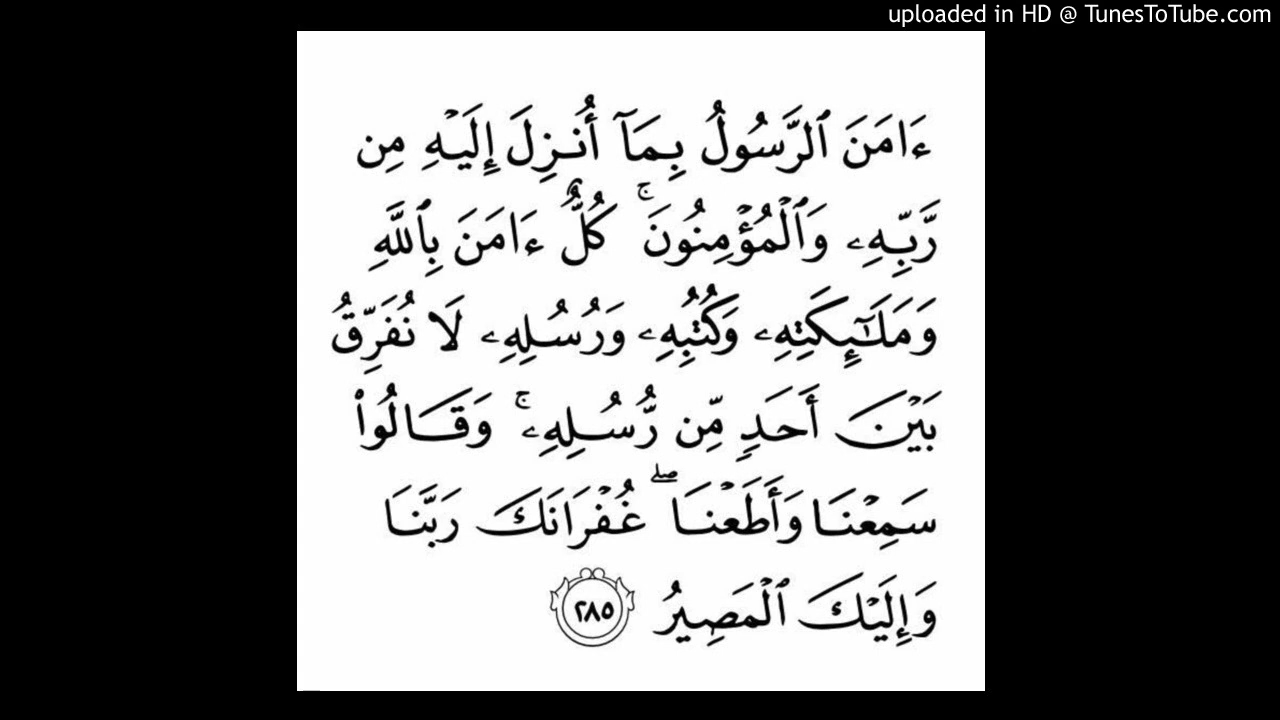 uploaded in HD @ TunesToTube.com
ءَامَنَ ٱلرَّسُولُ بِمَآ أُنزِلَ إِلَيْهِ مِن
رَّبِّهِۦ وَٱلْمُؤْمِنُونَ ۚ كُلٌّ ءَامَنَ بِٱللَّهِ
وَمَلَـٰٓئِكَتِهِۦ وَكُتُبِهِۦ وَرُسُلِهِۦ لَا نُفَرِّقُ
بَيْنَ أَحَدٍ مِّن رُّسُلِهِۦ ۚ وَقَالُوا۟
سَمِعْنَا وَأَطَعْنَا ۖ غُفْرَانَكَ رَبَّنَا
وَإِلَيْكَ ٱلْمَصِيرُ ٢٨٥